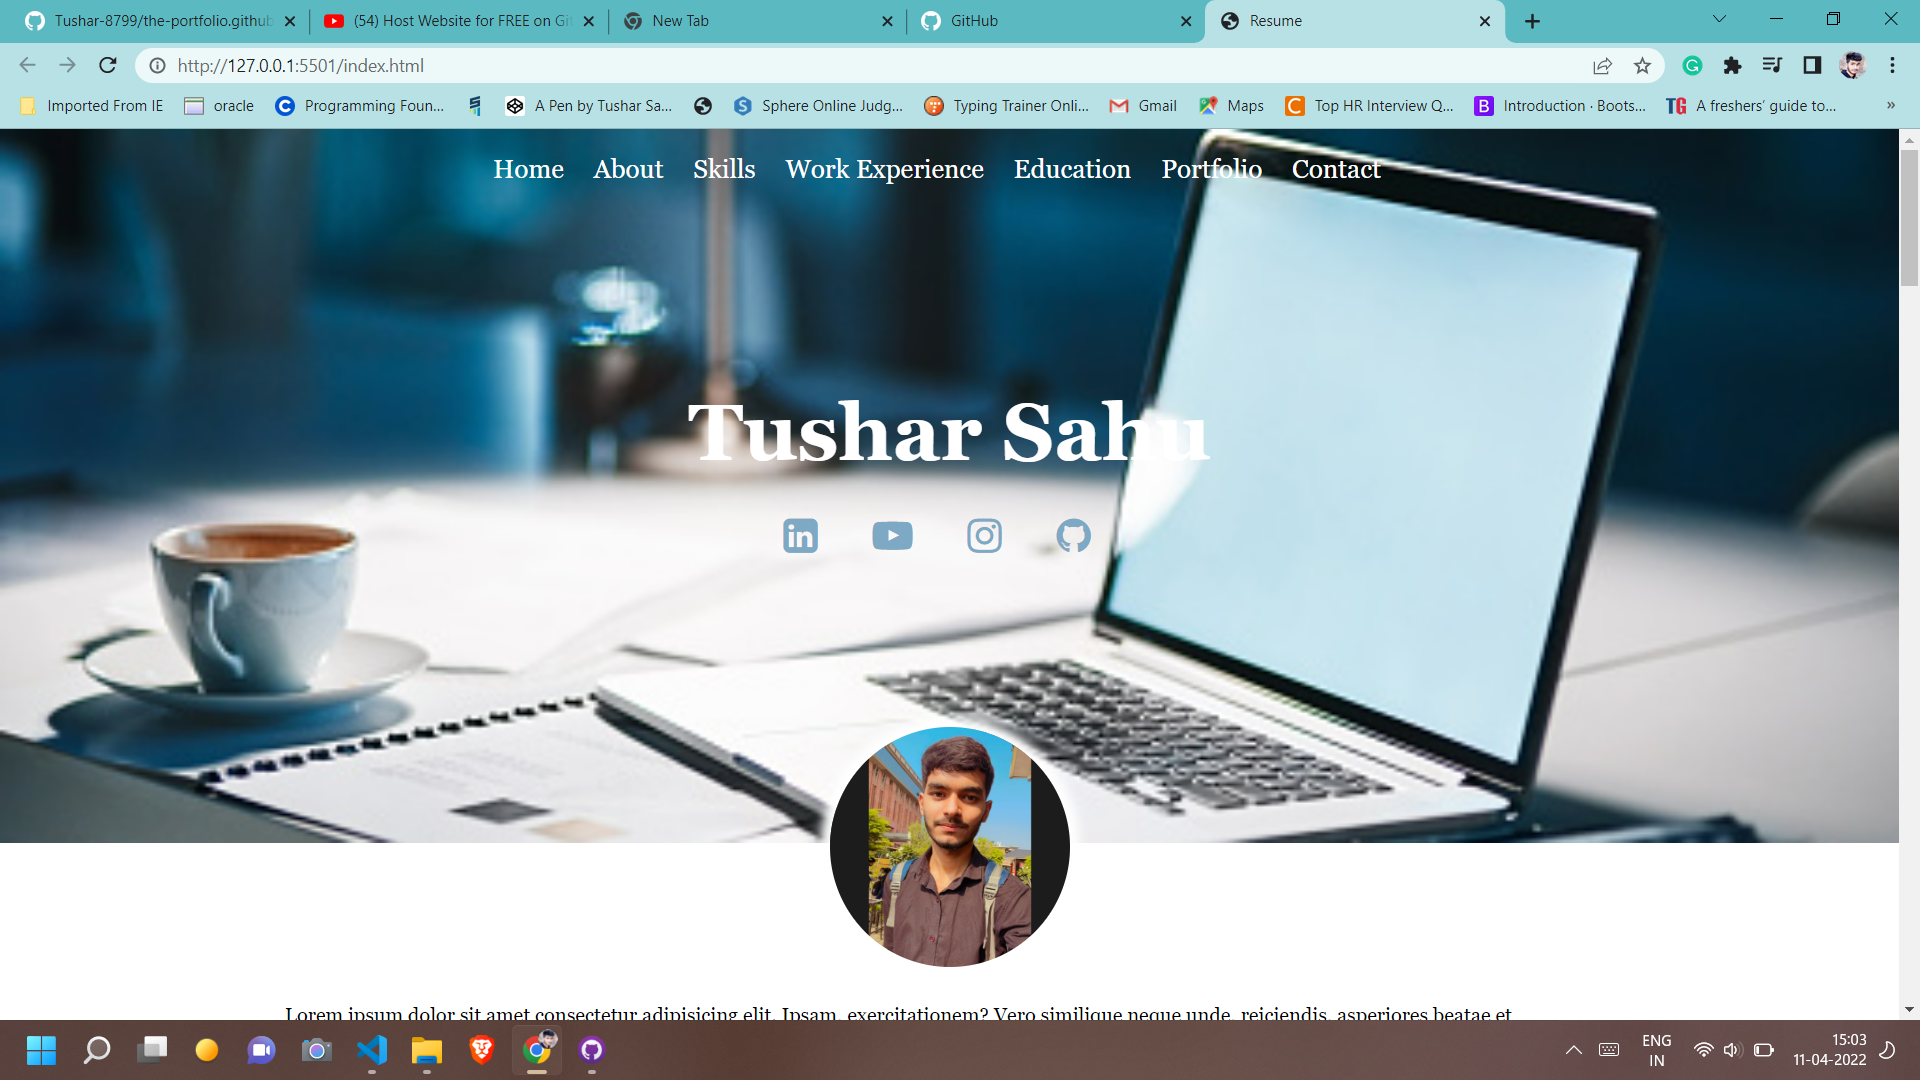 Tushar-8799/the-portfolio.github
(54) Host Website for FREE on Git
New Tab
GitHub
Resume
http://127.0.0.1:5501/index.html
Imported From IE
oracle
Programming Foun...
A Pen by Tushar Sa...
Sphere Online Judg...
Typing Trainer Onli...
Gmail
Maps
Top HR Interview Q...
Introduction · Boots...
A freshers' guide to...
»
Home
About
Skills
Work Experience
Education
Portfolio
Contact
Tushar Sahu
Lorem ipsum dolor sit amet consectetur adipisicing elit. Ipsam, exercitationem? Vero similique neque unde, reiciendis, asperiores beatae et
ENG
IN
15:03
11-04-2022